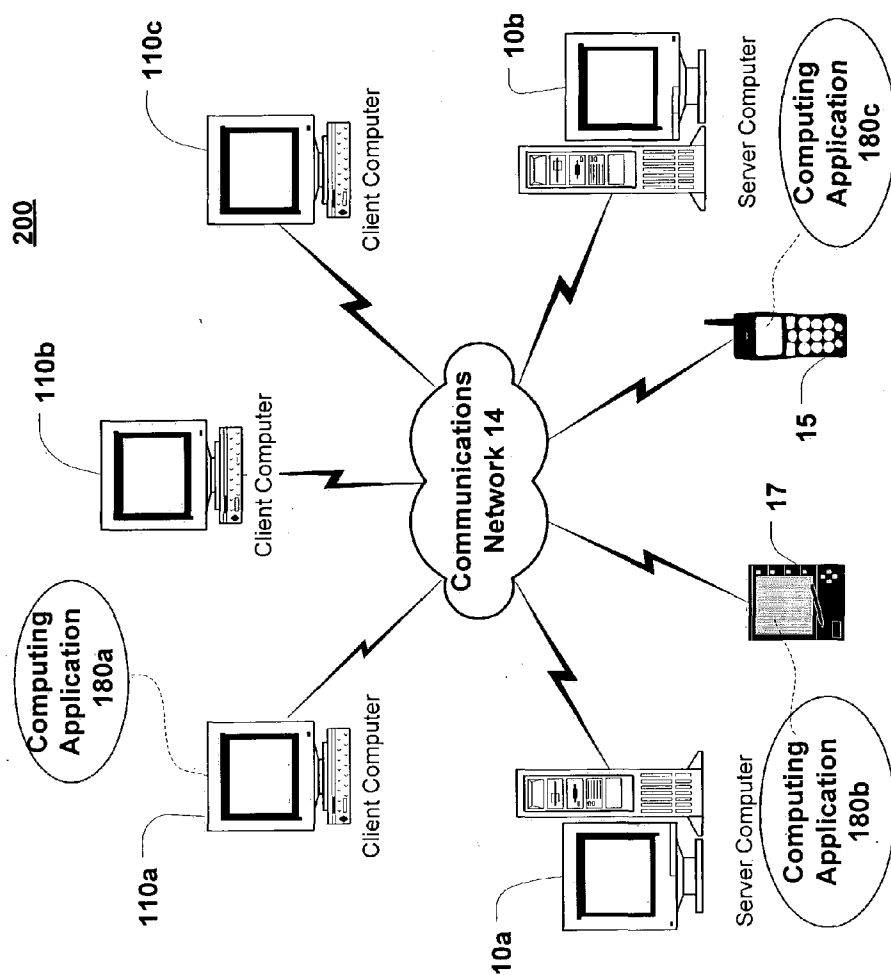 200
110a
Client Computer
Computing
Application
180a
110b
Client Computer
110c
Client Computer
Communications
Network 14
10a
Server Computer
Computing
Application
180b
17
15
10b
Server Computer
Computing
Application
180c